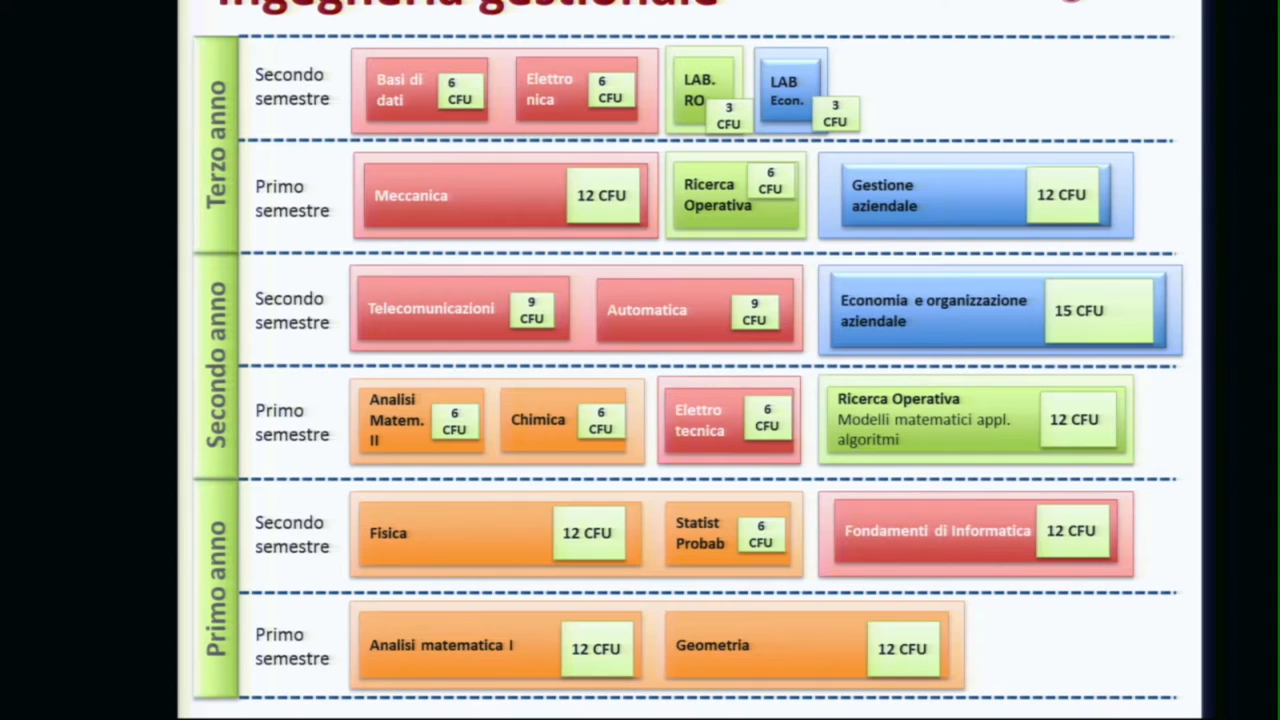 Ingegneria gestionale
Terzo anno
Secondo
semestre
Basi di
dati
6
CFU
Elettro
nica
6
CFU
LAB.
RO
3
CFU
LAB
Econ.
3
CFU
Primo
semestre
Meccanica
12 CFU
Ricerca
Operativa
6
CFU
Gestione
aziendale
12 CFU
Secondo anno
Secondo
semestre
Telecomunicazioni
9
CFU
Automatica
9
CFU
Economia e organizzazione
aziendale
15 CFU
Primo
semestre
Analisi
Matem.
II
6
CFU
Chimica
6
CFU
Elettro
tecnica
6
CFU
Ricerca Operativa
Modelli matematici appl.
algoritmi
12 CFU
Primo anno
Secondo
semestre
Fisica
12 CFU
Statist
Probab
6
CFU
Fondamenti di Informatica
12 CFU
Primo
semestre
Analisi matematica I
12 CFU
Geometria
12 CFU